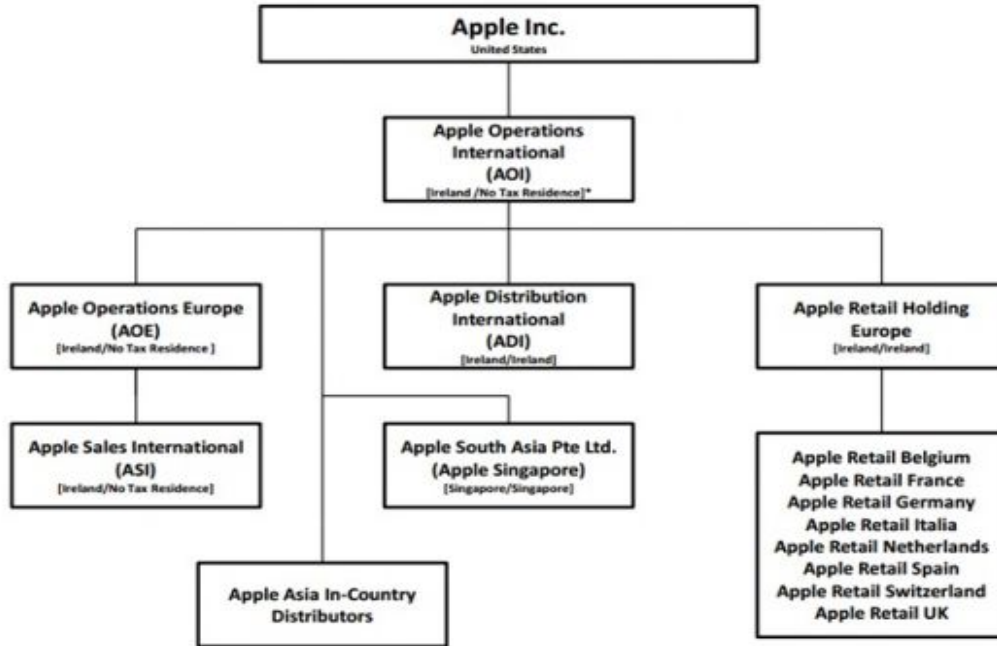 Apple Inc.
United States
Apple Operations
International
(AOI)
[Ireland /No Tax Residence]*
Apple Operations Europe
(AOE)
[Ireland/No Tax Residence ]
Apple Distribution
International
(ADI)
[Ireland/Ireland]
Apple Retail Holding
Europe
[Ireland/Ireland]
Apple Sales International
(ASI)
[Ireland/No Tax Residence]
Apple South Asia Pte Ltd.
(Apple Singapore)
[Singapore/Singapore]
Apple Retail Belgium
Apple Retail France
Apple Retail Germany
Apple Retail Italia
Apple Retail Netherlands
Apple Retail Spain
Apple Retail Switzerland
Apple Retail UK
Apple Asia In-Country
Distributors